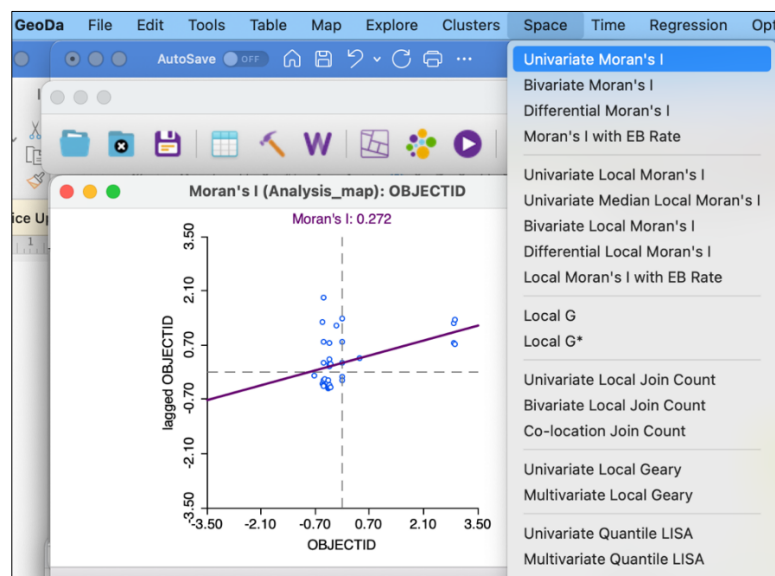 GeoDa File Edit Tools Table Map Explore Clusters Space Time Regression Opt
AutoSave OFF
ice Up
1
Moran's I (Analysis_map): OBJECTID
Moran's I: 0.272
lagged OBJECTID
3.50
2.10
0.70
-0.70
-2.10
-3.50
-3.50 -2.10 -0.70 0.70 2.10 3.50
OBJECTID
Univariate Moran's I
Bivariate Moran's I
Differential Moran's I
Moran's I with EB Rate
Univariate Local Moran's I
Univariate Median Local Moran's I
Bivariate Local Moran's I
Differential Local Moran's I
Local Moran's I with EB Rate
Local G
Local G*
Univariate Local Join Count
Bivariate Local Join Count
Co-location Join Count
Univariate Local Geary
Multivariate Local Geary
Univariate Quantile LISA
Multivariate Quantile LISA